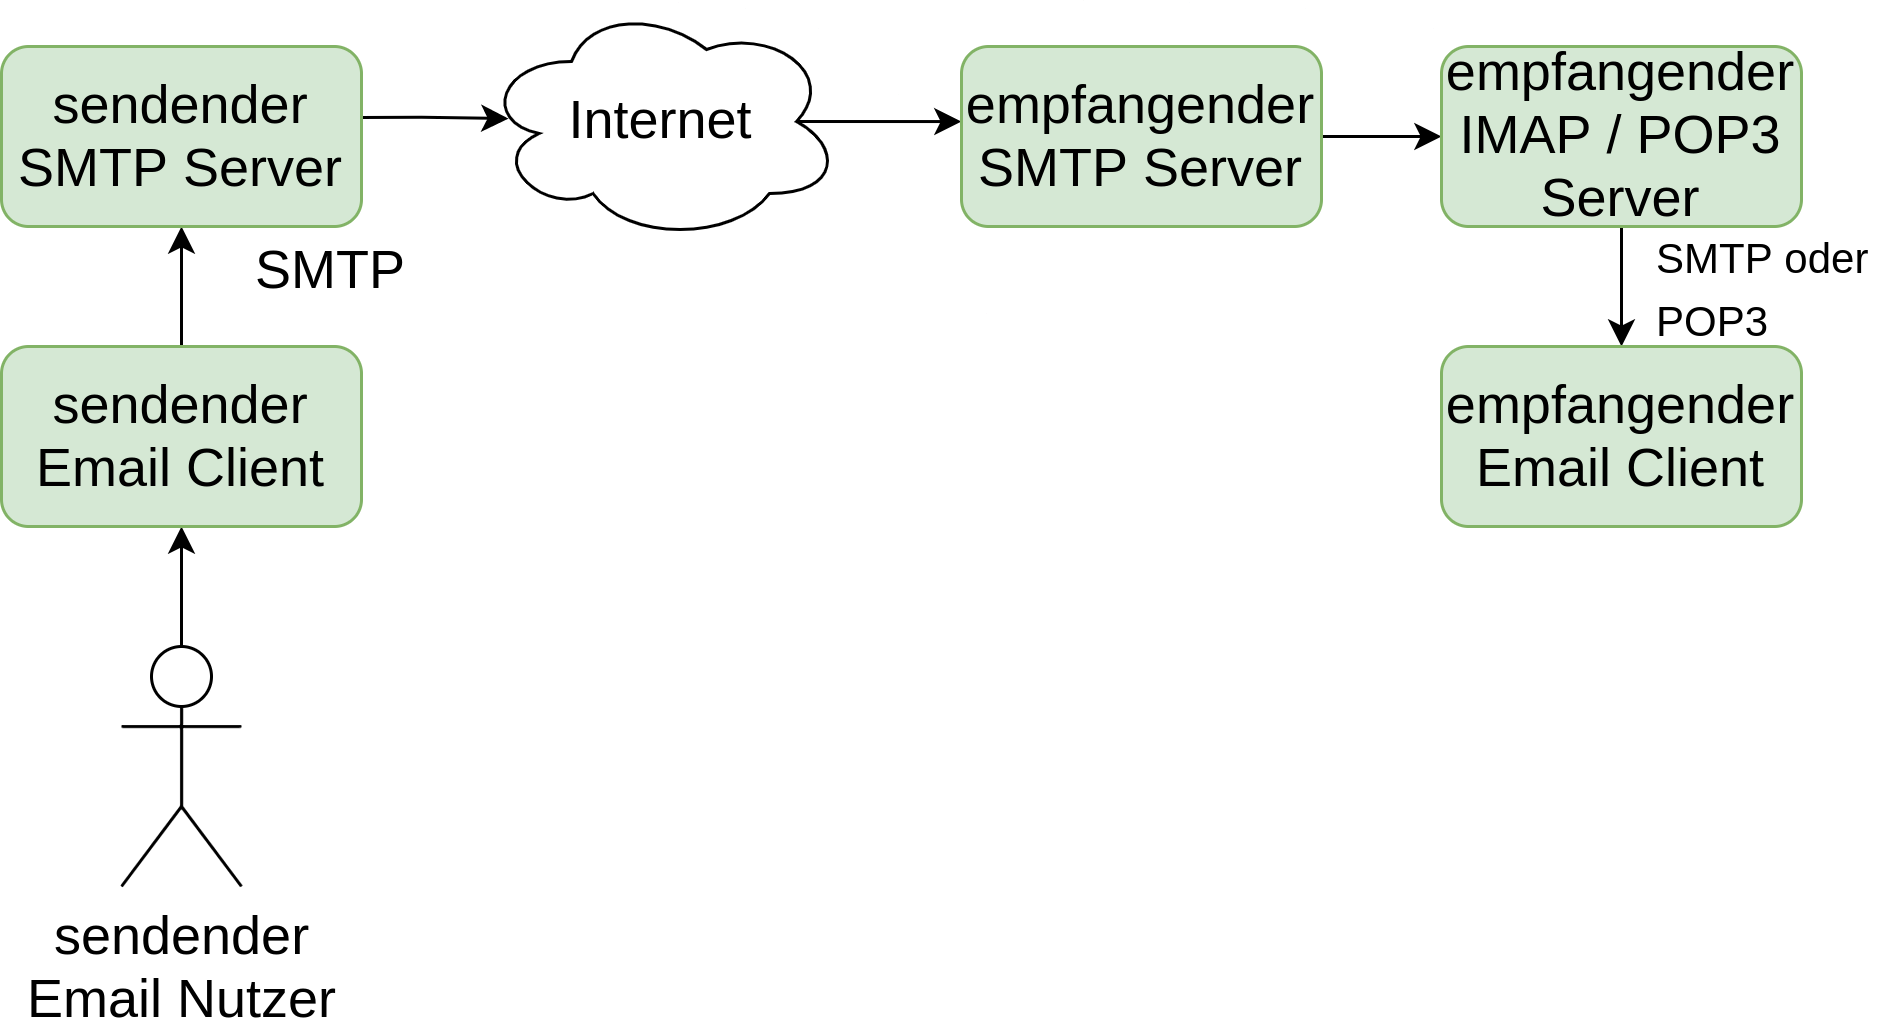 sendender
SMTP Server
Internet
empfangender
SMTP Server
empfangender
IMAP / POP3
Server
SMTP
SMTP oder
POP3
sendender
Email Client
empfangender
Email Client
sendender
Email Nutzer